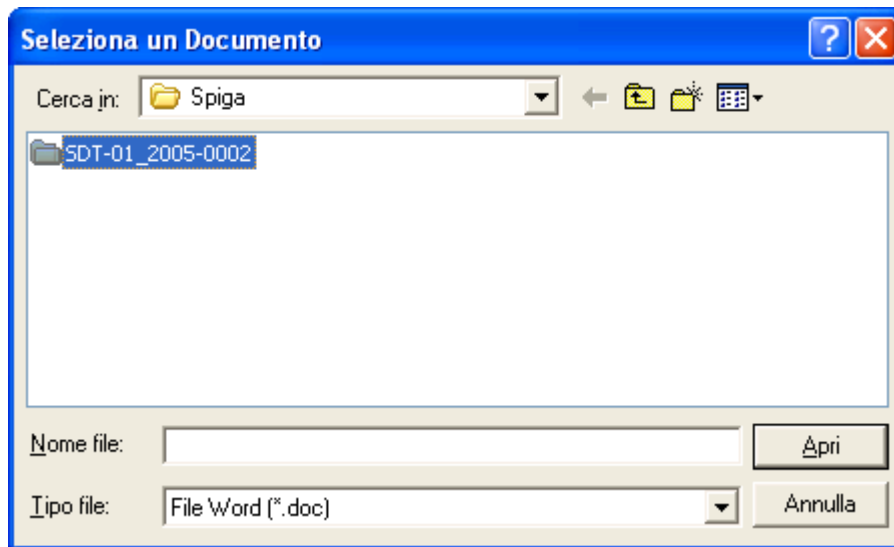 Seleziona un Documento
Cerca in: Spiga
SDT-01_2005-0002
Nome file: Apri
Tipo file: File Word (*.doc) Annulla